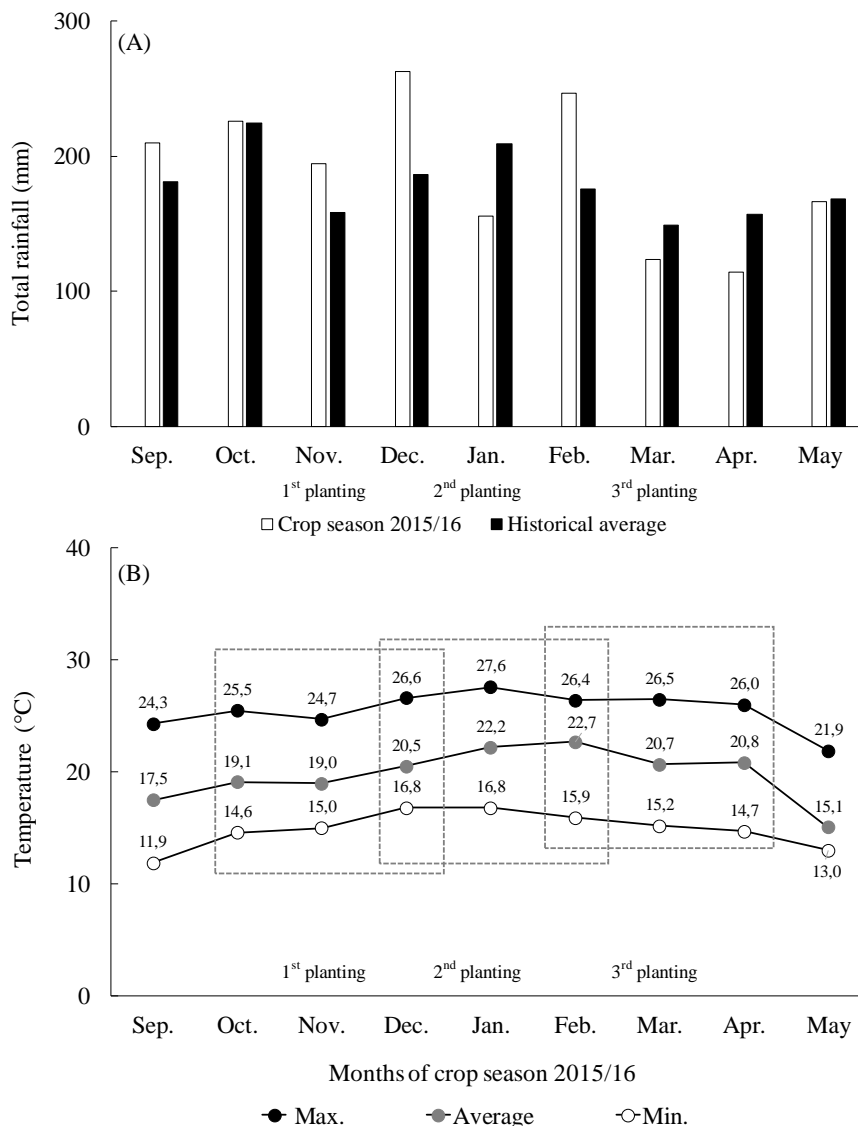 300
(A)
200
100
0
Total rainfall (mm)
Sep. Oct. Nov. Dec. Jan. Feb. Mar. Apr. May
1st planting 2nd planting 3rd planting
Crop season 2015/16 Historical average
40
(B)
30
20
10
0
Temperature (°C)
24,3 25,5 24,7 26,6 27,6 26,4 26,5 26,0 21,9
17,5 19,1 19,0 20,5 22,2 22,7 20,7 20,8 15,1
11,9 14,6 15,0 16,8 16,8 15,9 15,2 14,7 13,0
1st planting 2nd planting 3rd planting
Sep. Oct. Nov. Dec. Jan. Feb. Mar. Apr. May
Months of crop season 2015/16
Max. Average Min.